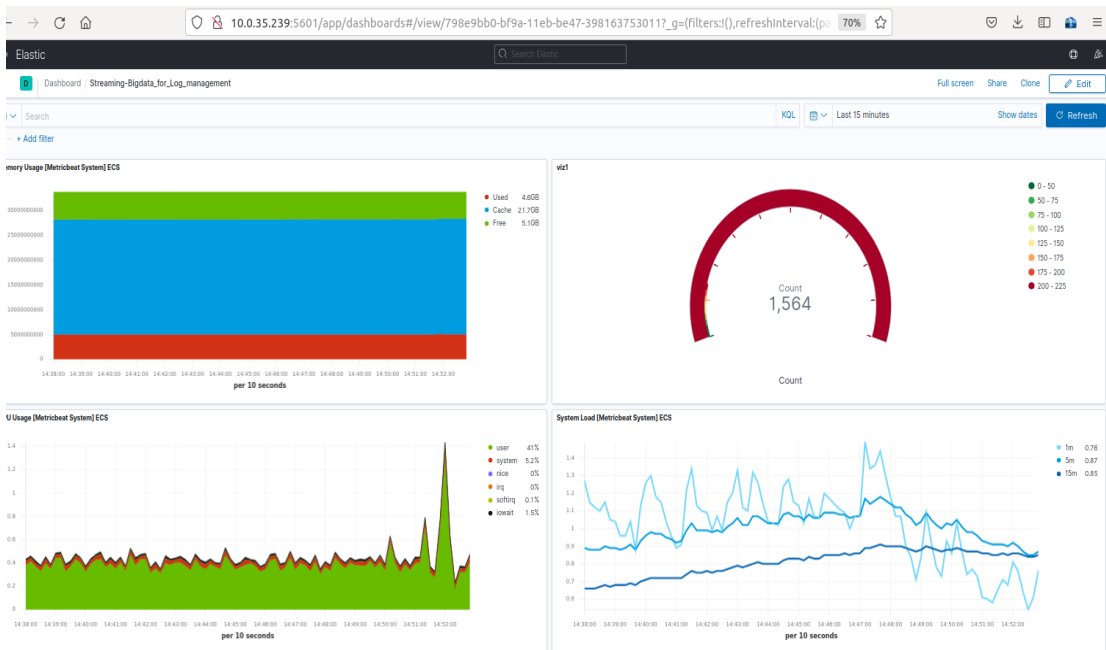 10.0.35.239:5601/app/dashboards#/view/798e9bb0-bf9a-11eb-be47-398163753011?_g=(filters:!(),refreshInterval:(pa 70%
Elastic
Search Elastic
D Dashboard / Streaming-Bigdata_for_Log_management Full screen Share Clone Edit
Search KQL Last 15 minutes Show dates Refresh
+ Add filter
emory Usage [Metricbeat System] ECS
30000000000
25000000000
20000000000
15000000000
10000000000
5000000000
0
14:38:00 14:39:00 14:40:00 14:41:00 14:42:00 14:43:00 14:44:00 14:45:00 14:46:00 14:47:00 14:48:00 14:49:00 14:50:00 14:51:00 14:52:00
per 10 seconds
Used 4.6GB
Cache 21.7GB
Free 5.1GB
viz1
Count
1,564
Count
0 - 50
50 - 75
75 - 100
100 - 125
125 - 150
150 - 175
175 - 200
200 - 225
U Usage [Metricbeat System] ECS
1.4
1.2
1
0.8
0.6
0.4
0.2
0
14:38:00 14:39:00 14:40:00 14:41:00 14:42:00 14:43:00 14:44:00 14:45:00 14:46:00 14:47:00 14:48:00 14:49:00 14:50:00 14:51:00 14:52:00
per 10 seconds
user 41%
system 5.2%
nice 0%
irq 0%
softirq 0.1%
iowait 1.5%
System Load [Metricbeat System] ECS
1.4
1.3
1.2
1.1
1
0.9
0.8
0.7
0.6
14:38:00 14:39:00 14:40:00 14:41:00 14:42:00 14:43:00 14:44:00 14:45:00 14:46:00 14:47:00 14:48:00 14:49:00 14:50:00 14:51:00 14:52:00
per 10 seconds
1m 0.76
5m 0.87
15m 0.85